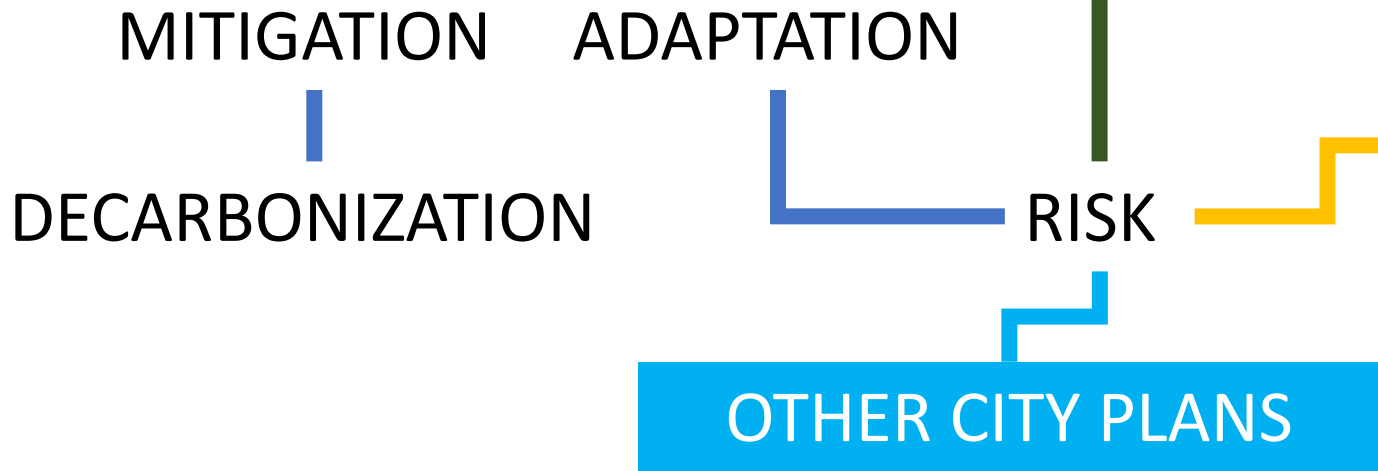 MITIGATION ADAPTATION
DECARBONIZATION RISK
OTHER CITY PLANS